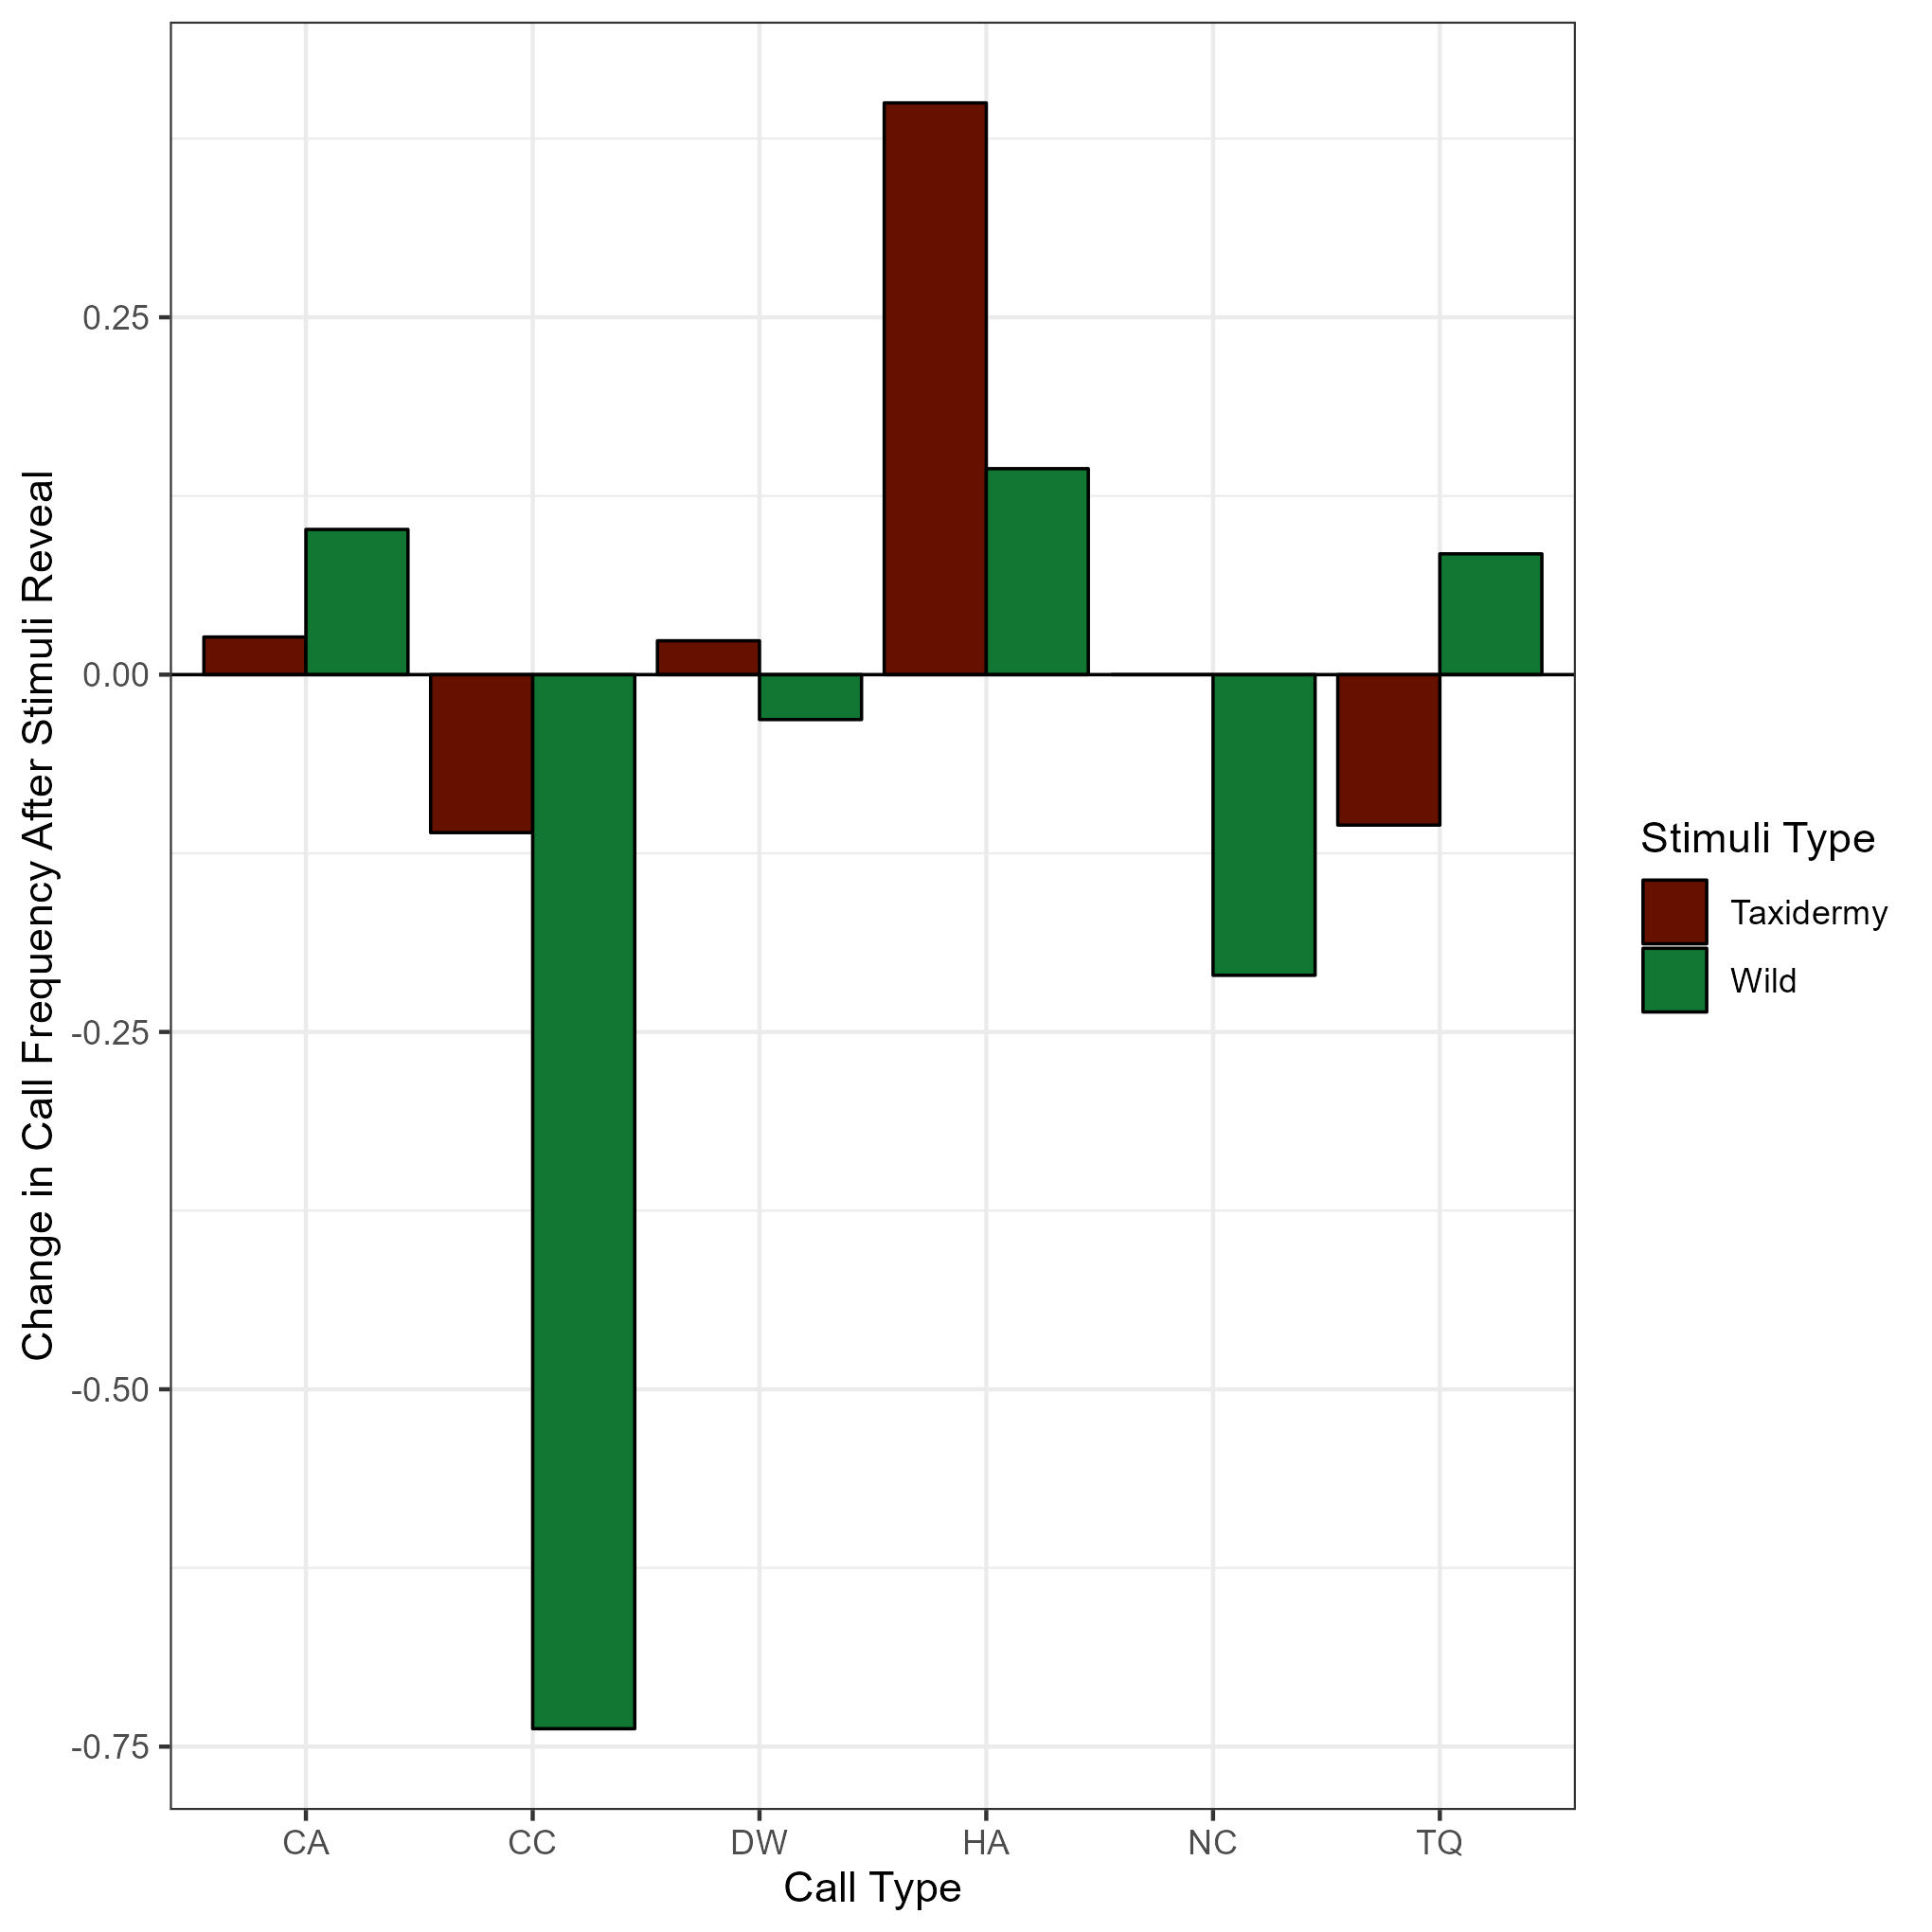 Change in Call Frequency After Stimuli Reveal
0.25
0.00
-0.25
-0.50
-0.75
CA CC DW HA NC TQ
Call Type
Stimuli Type
Taxidermy
Wild